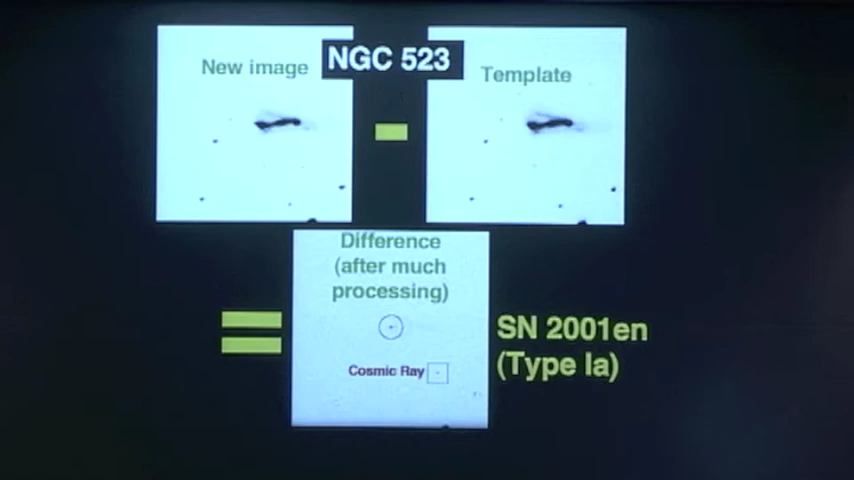 NGC 523
New image
Template
Difference
(after much
processing)
SN 2001en
(Type Ia)
Cosmic Ray